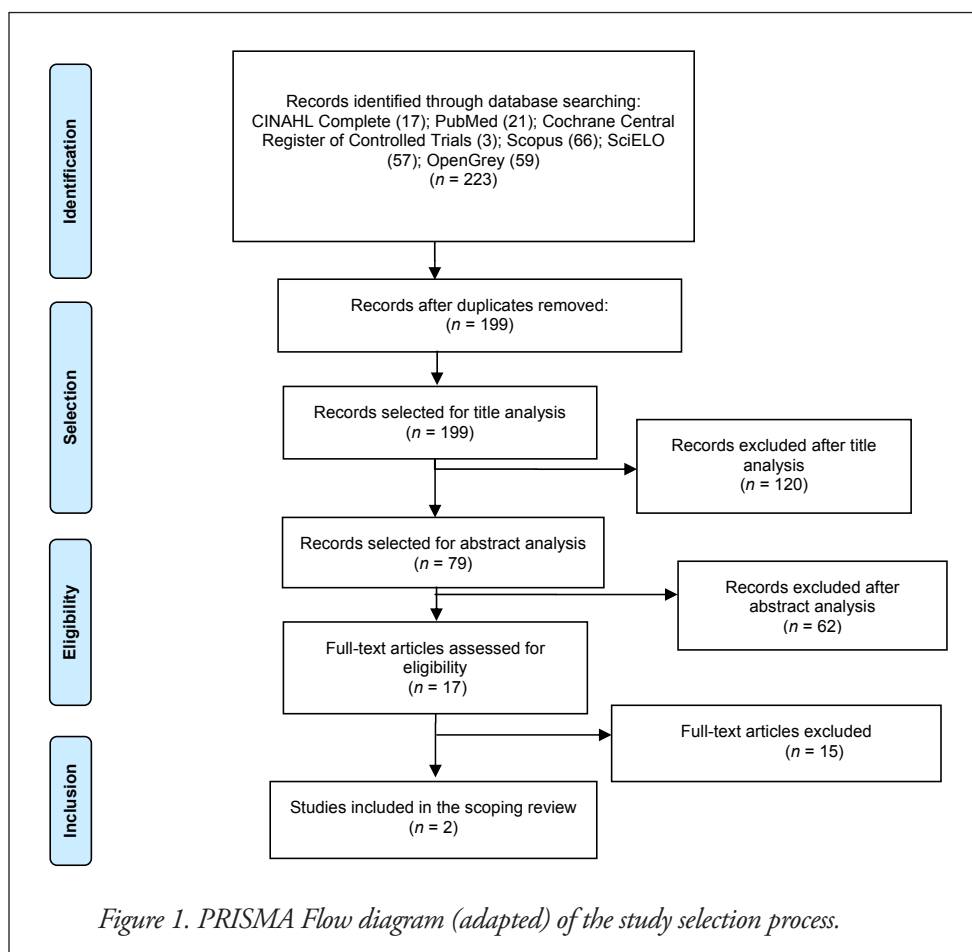 Identification
Records identified through database searching:
CINAHL Complete (17); PubMed (21); Cochrane Central
Register of Controlled Trials (3); Scopus (66); SciELO
(57); OpenGrey (59)
(n = 223)
Selection
Records after duplicates removed:
(n = 199)
Records selected for title analysis
(n = 199)
Records excluded after title
analysis
(n = 120)
Eligibility
Records selected for abstract analysis
(n = 79)
Records excluded after
abstract analysis
(n = 62)
Full-text articles assessed for
eligibility
(n = 17)
Inclusion
Full-text articles excluded
(n = 15)
Studies included in the scoping review
(n = 2)
Figure 1. PRISMA Flow diagram (adapted) of the study selection process.